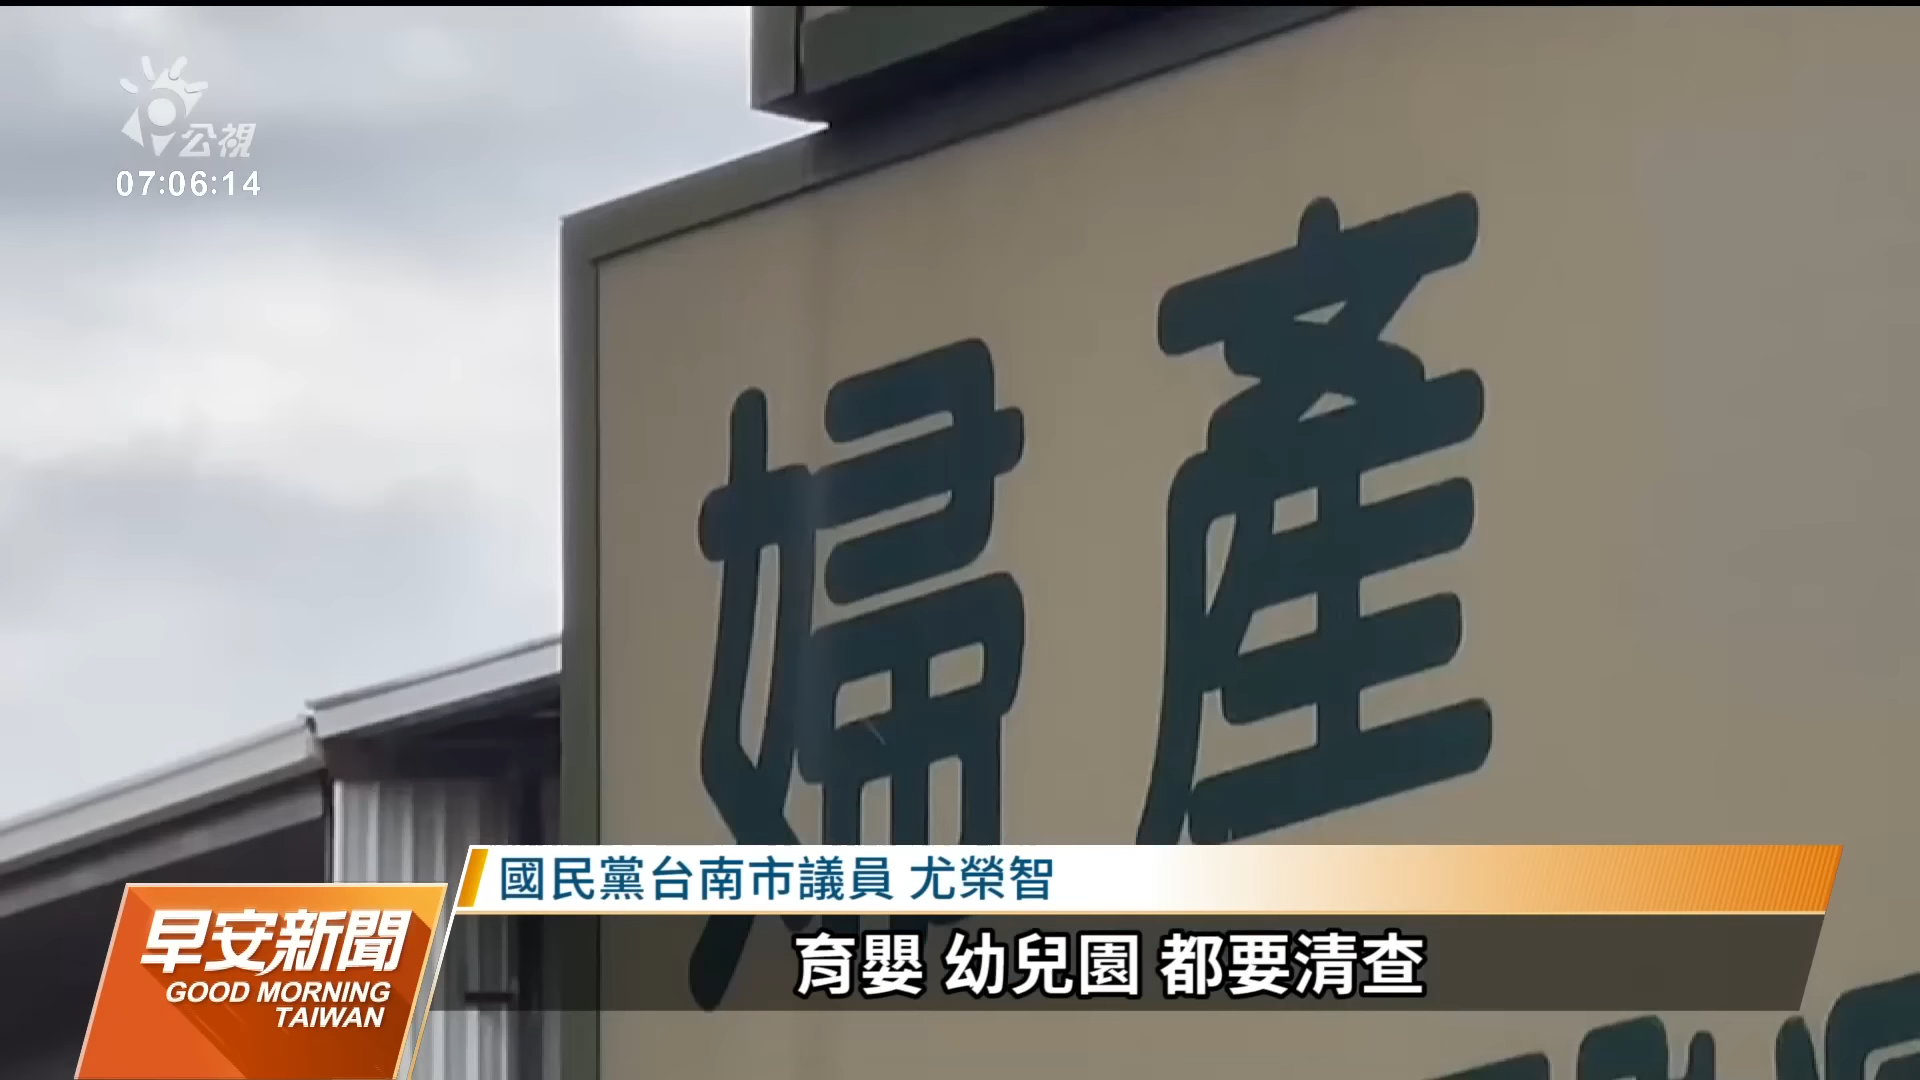 公視
07:06:14
婦產
國民黨台南市議員 尤榮智
育嬰 幼兒園 都要清查
早安新聞
GOOD MORNING
TAIWAN